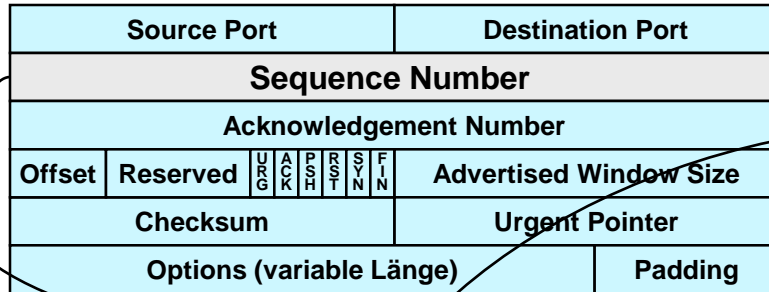 Source Port Destination Port
Sequence Number
Acknowledgement Number
Offset Reserved URG ACK PSH RST SYN FIN Advertised Window Size
Checksum Urgent Pointer
Options (variable Länge) Padding